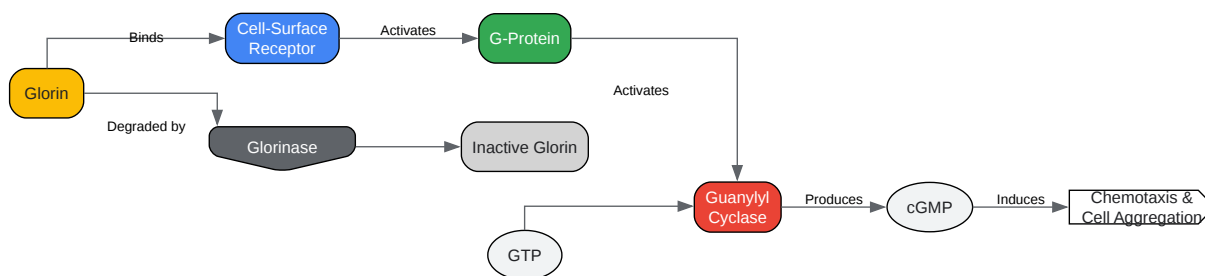 Binds
Cell-Surface
Receptor
Activates
G-Protein
Glorin
Activates
Degraded by
Glorinase
Inactive Glorin
Guanylyl
Cyclase
Produces
cGMP
Induces
Chemotaxis &
Cell Aggregation
GTP